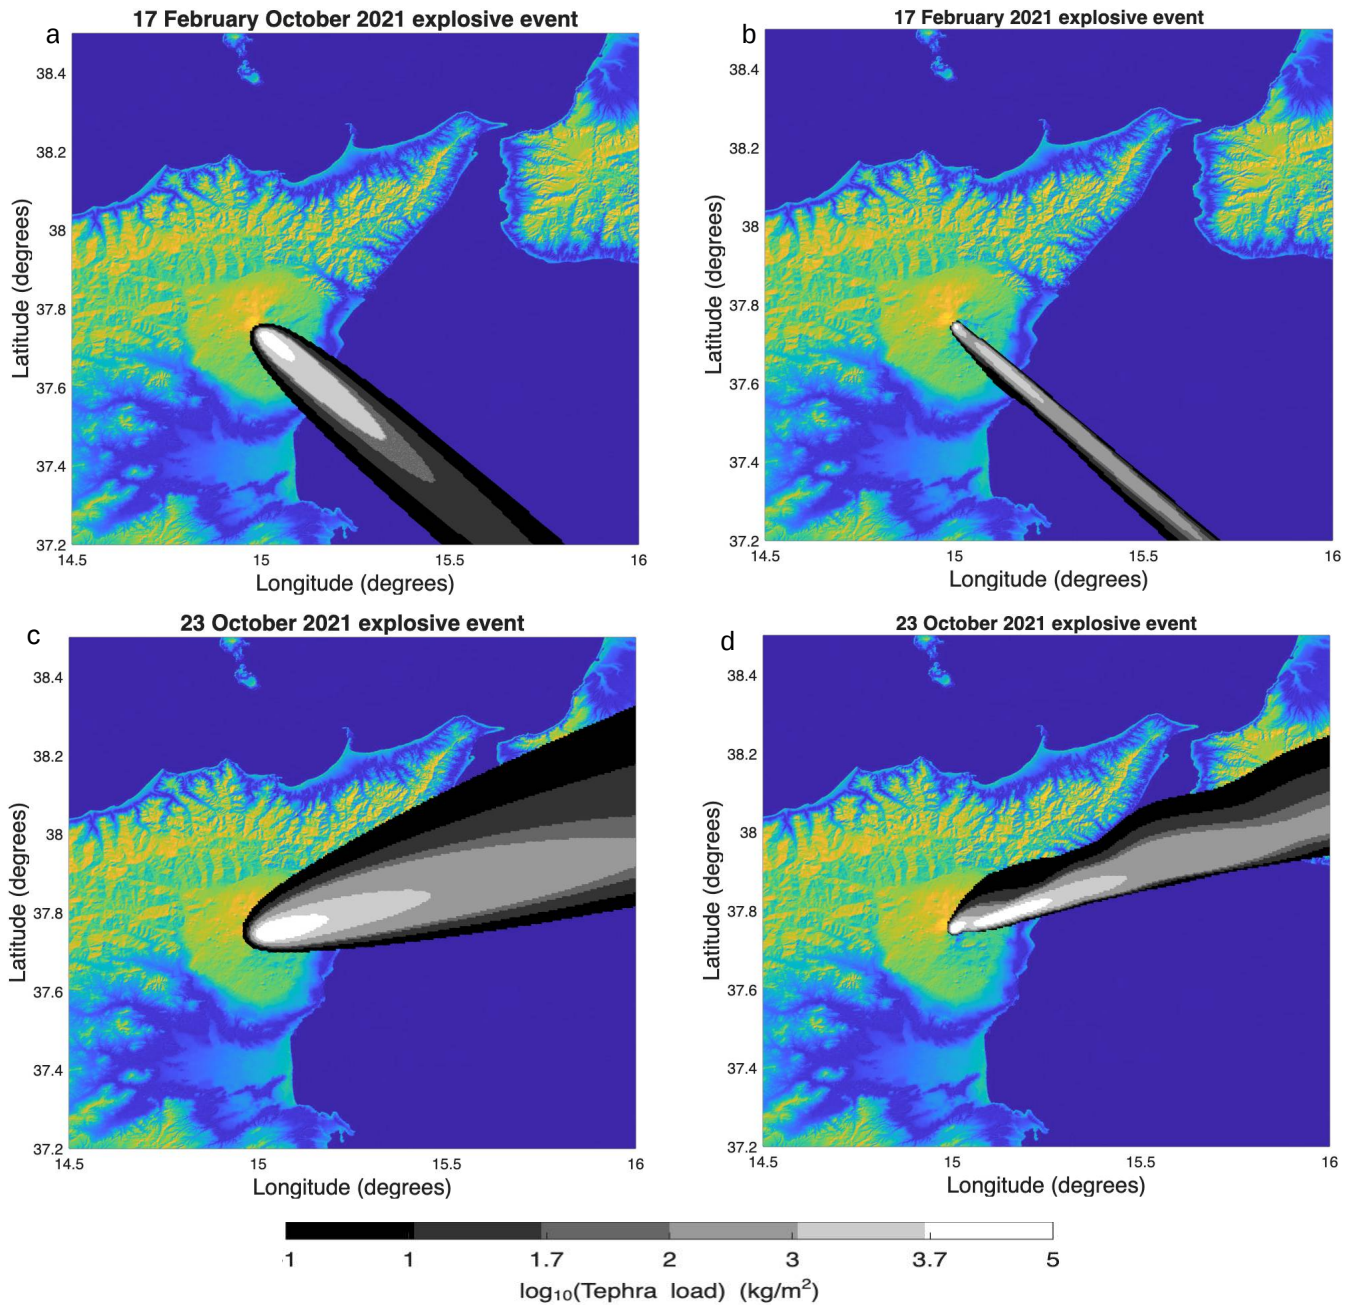 17 February October 2021 explosive event
a
38.4
38.2
38
37.8
37.6
37.4
37.2
14.5 15 15.5 16
Latitude (degrees)
Longitude (degrees)
17 February 2021 explosive event
b
38.4
38.2
38
37.8
37.6
37.4
37.2
14.5 15 15.5 16
Latitude (degrees)
Longitude (degrees)
23 October 2021 explosive event
c
38.4
38.2
38
37.8
37.6
37.4
37.2
14.5 15 15.5 16
Latitude (degrees)
Longitude (degrees)
23 October 2021 explosive event
d
38.4
38.2
38
37.8
37.6
37.4
37.2
14.5 15 15.5 16
Latitude (degrees)
Longitude (degrees)
-1 1 1.7 2 3 3.7 5
log₁₀(Tephra load) (kg/m²)